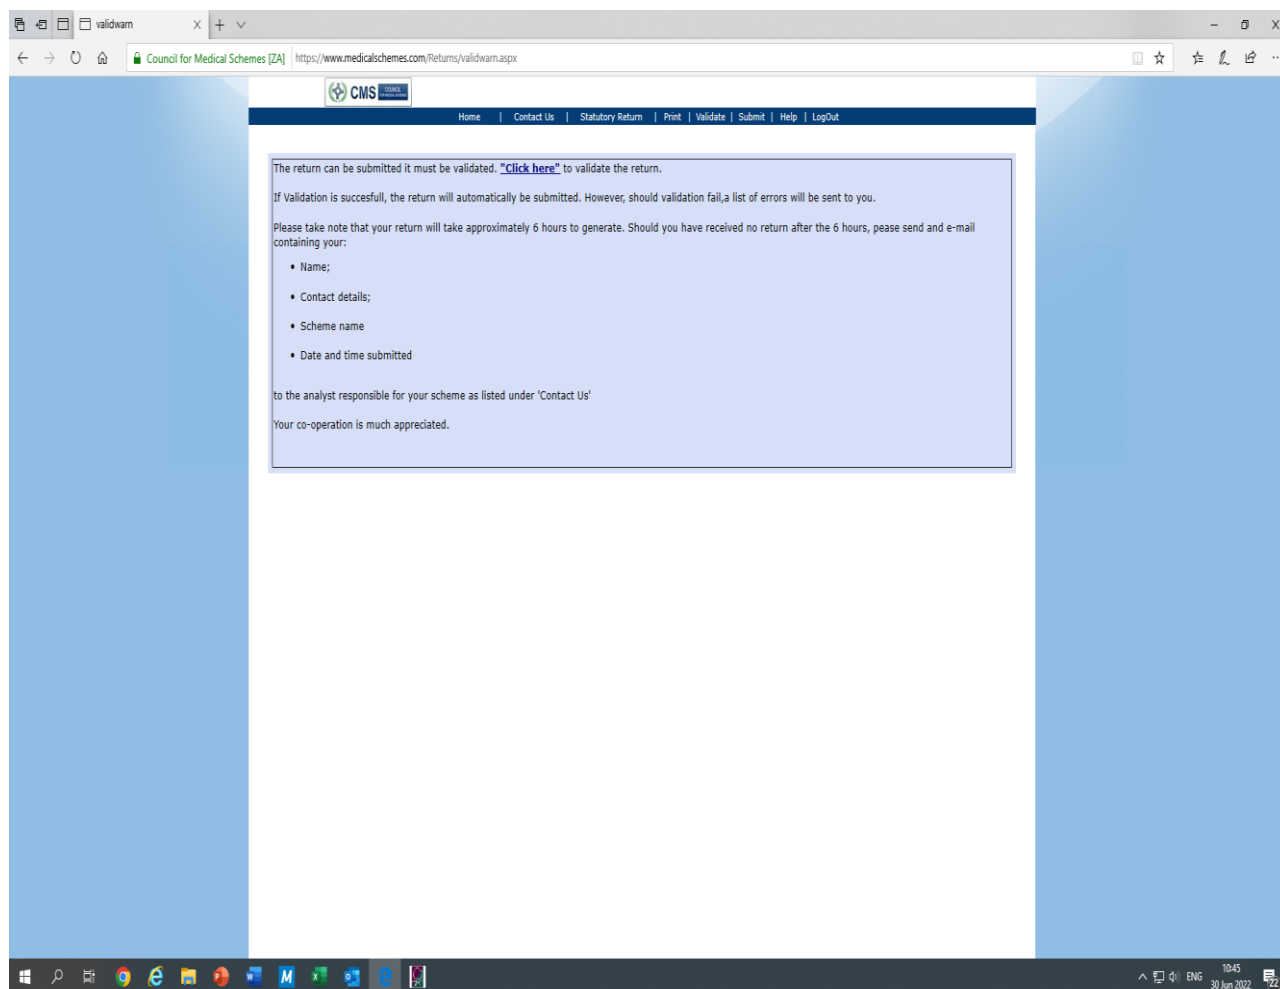 validwarn
Council for Medical Schemes [ZA] https://www.medicalschemes.com/Returns/validwarn.aspx
CMS COUNCIL
Home | Contact Us | Statutory Return | Print | Validate | Submit | Help | LogOut
The return can be submitted it must be validated. "Click here" to validate the return.
If Validation is succesfull, the return will automatically be submitted. However, should validation fail,a list of errors will be sent to you.
Please take note that your return will take approximately 6 hours to generate. Should you have received no return after the 6 hours, pease send and e-mail
containing your:
• Name;
• Contact details;
• Scheme name
• Date and time submitted
to the analyst responsible for your scheme as listed under 'Contact Us'
Your co-operation is much appreciated.
ENG 10:45
30 Jun 2022 22